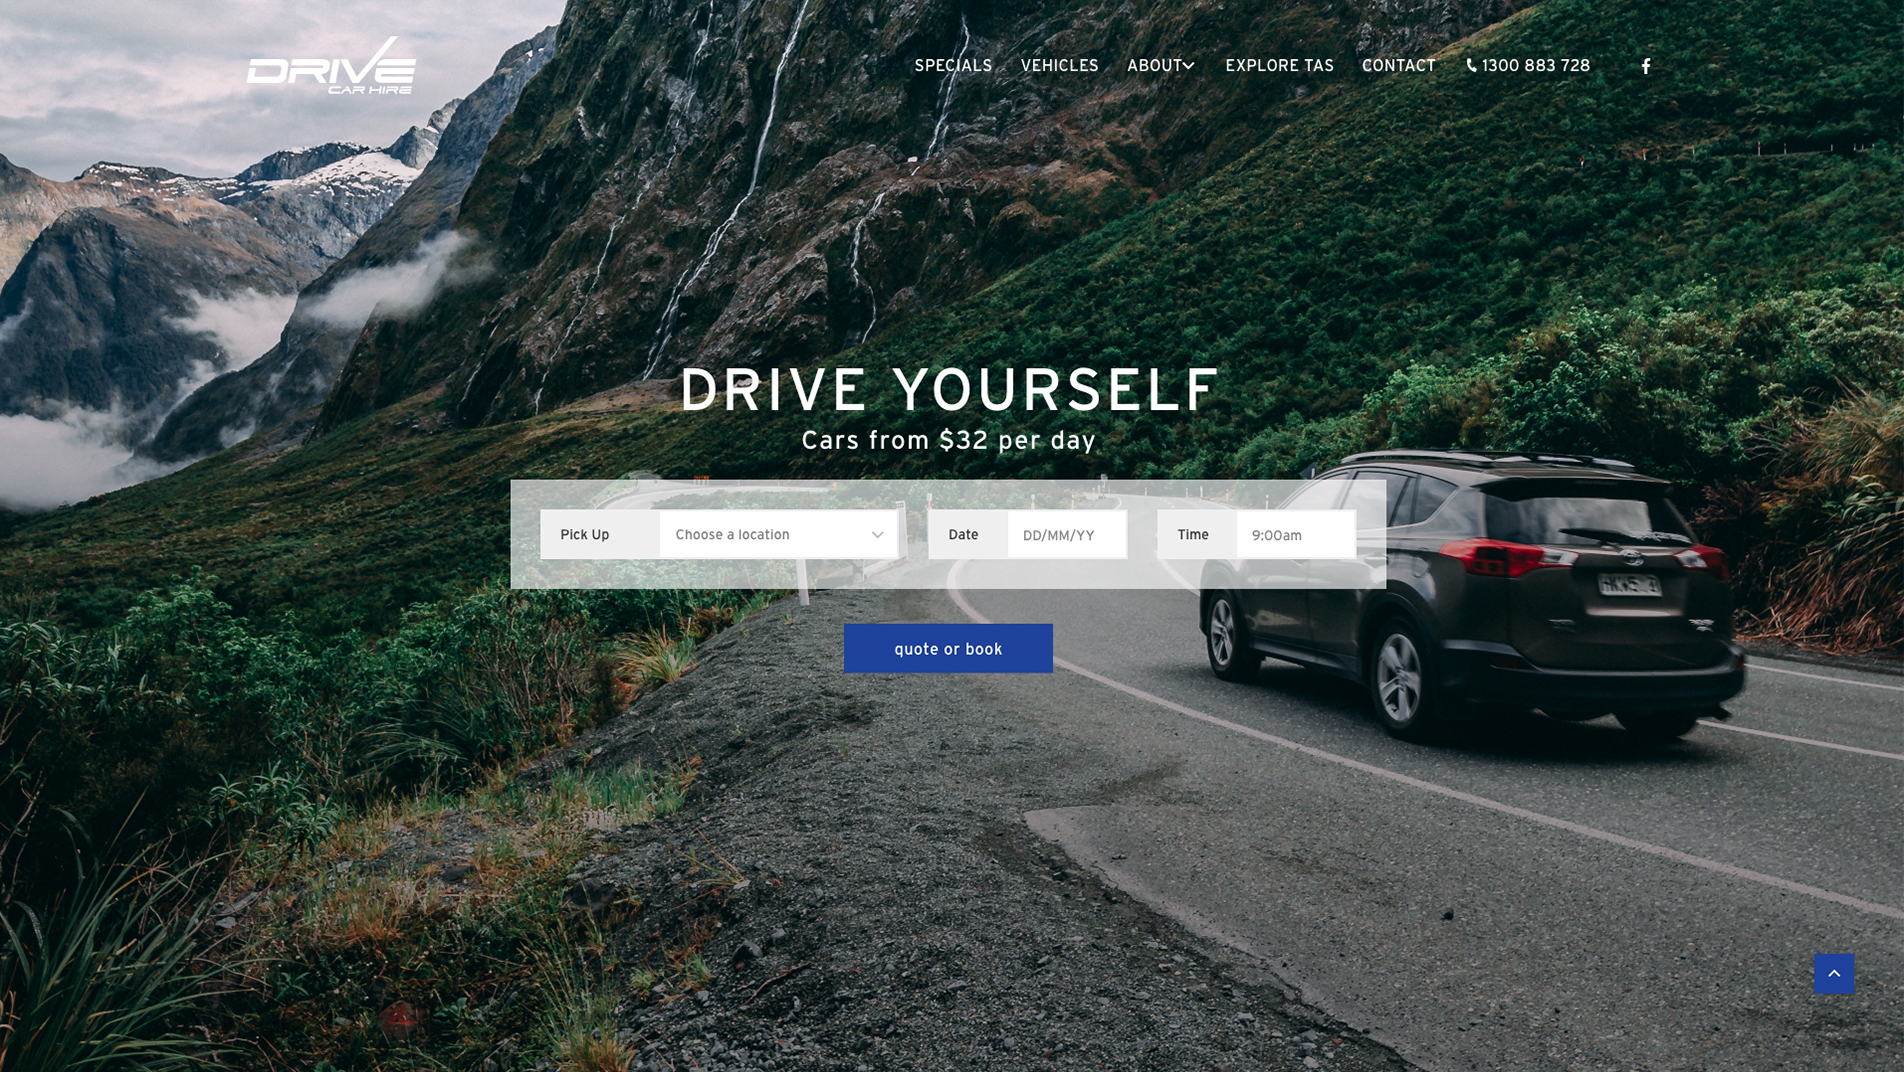 DRIVE
CAR HIRE
SPECIALS VEHICLES ABOUT EXPLORE TAS CONTACT 1300 883 728
DRIVE YOURSELF
Cars from $32 per day
Pick Up Choose a location Date DD/MM/YY Time 9:00am
quote or book